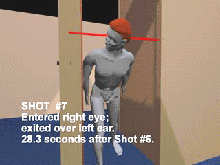 SHOT #7
Entered right eye;
exited over left ear.
28.3 seconds after Shot #6.